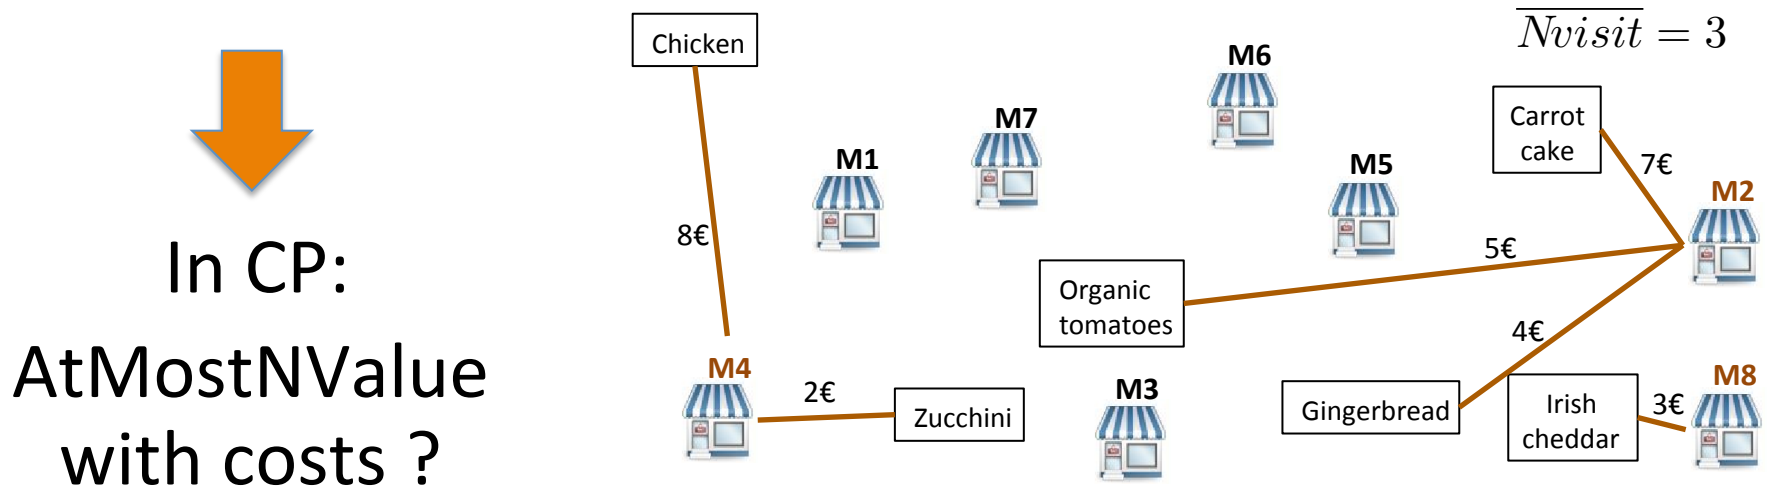 In CP:
AtMostNValue
with costs ?
Chicken
M6
Nvisit = 3
M7
Carrot
cake
M1
M5
7€
M2
8€
5€
Organic
tomatoes
4€
M4
2€
Zucchini
M3
Gingerbread
Irish
cheddar
3€
M8